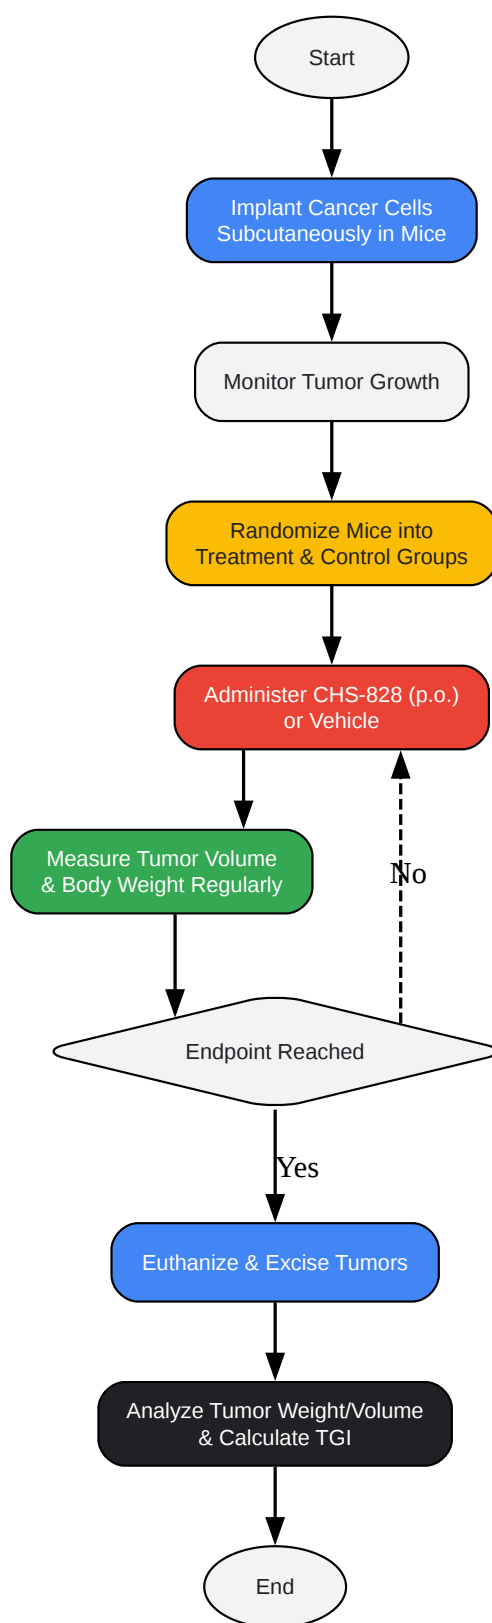 Start
Implant Cancer Cells
Subcutaneously in Mice
Monitor Tumor Growth
Randomize Mice into
Treatment & Control Groups
Administer CHS-828 (p.o.)
or Vehicle
Measure Tumor Volume
& Body Weight Regularly
No
Endpoint Reached
Yes
Euthanize & Excise Tumors
Analyze Tumor Weight/Volume
& Calculate TGI
End